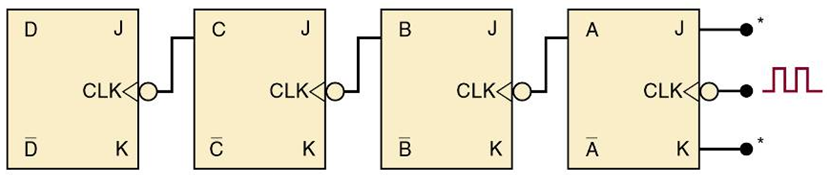 D J C J B J A J *
CLK CLK CLK CLK
D̅ K C̅ K B̅ K A̅ K *